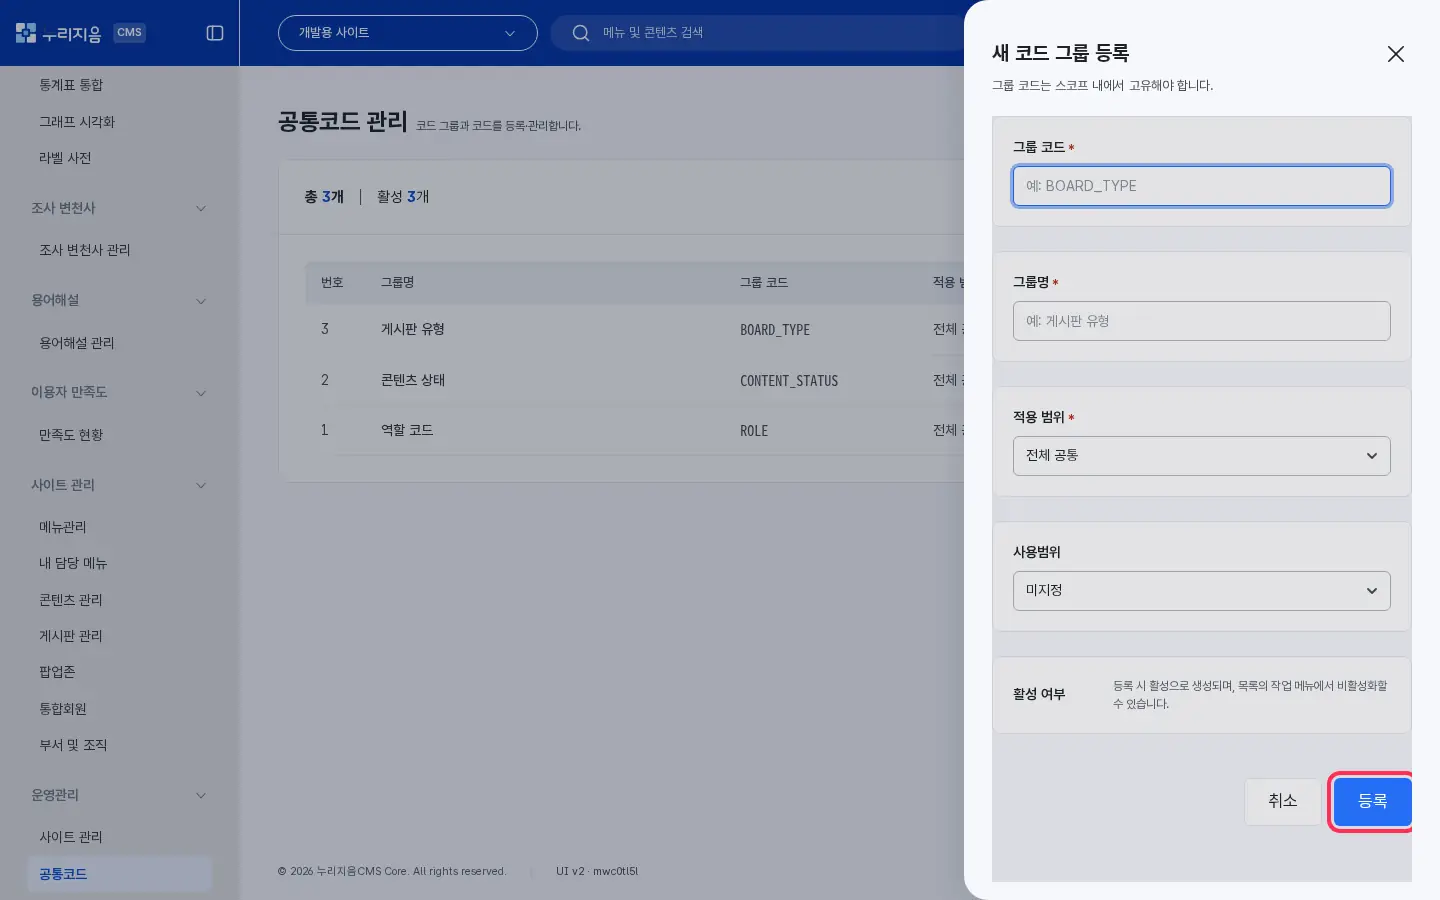 누리지음 CMS
개발용 사이트
메뉴 및 콘텐츠 검색
통계표 통합
그래프 시각화
라벨 사전
조사 변천사
조사 변천사 관리
용어해설
용어해설 관리
이용자 만족도
만족도 현황
사이트 관리
메뉴관리
내 담당 메뉴
콘텐츠 관리
게시판 관리
팝업존
통합회원
부서 및 조직
운영관리
사이트 관리
공통코드
공통코드 관리 코드 그룹과 코드를 등록·관리합니다.
총 3개 | 활성 3개
번호 그룹명 그룹 코드 적용
3 게시판 유형 BOARD_TYPE 전체
2 콘텐츠 상태 CONTENT_STATUS 전체
1 역할 코드 ROLE 전체
© 2026 누리지음CMS Core. All rights reserved. | UI v2 · mwc0tl5l
새 코드 그룹 등록
그룹 코드는 스코프 내에서 고유해야 합니다.
그룹 코드 *
예: BOARD_TYPE
그룹명 *
예: 게시판 유형
적용 범위 *
전체 공통
사용범위
미지정
활성 여부
등록 시 활성으로 생성되며, 목록의 작업 메뉴에서 비활성화할
수 있습니다.
취소
등록